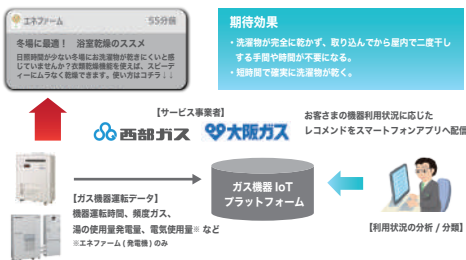 エネファーム 55分前
冬場に最適！ 浴室乾燥のススメ
日照時間が少ない冬場にお洗濯物が乾きにくいと感
じていませんか？衣類乾燥機能を使えば、スピーデ
ィームラなく乾燥できます。使い方はコチラ↓↓
期待効果
・洗濯物が完全に乾かず、取り込んでから屋内で二度干し
する手間や時間が不要になる。
・短時間で確実に洗濯物が乾く。
【サービス事業者】
西部ガス 大阪ガス
お客さまの機器利用状況に応じた
レコメンドをスマートフォンアプリへ配信
ガス機器 IoT
プラットフォーム
【ガス機器運転データ】
機器運転時間、頻度ガス、
湯の使用量発電量、電気使用量※ など
※エネファーム ( 発電機 ) のみ
【利用状況の分析 / 分類】